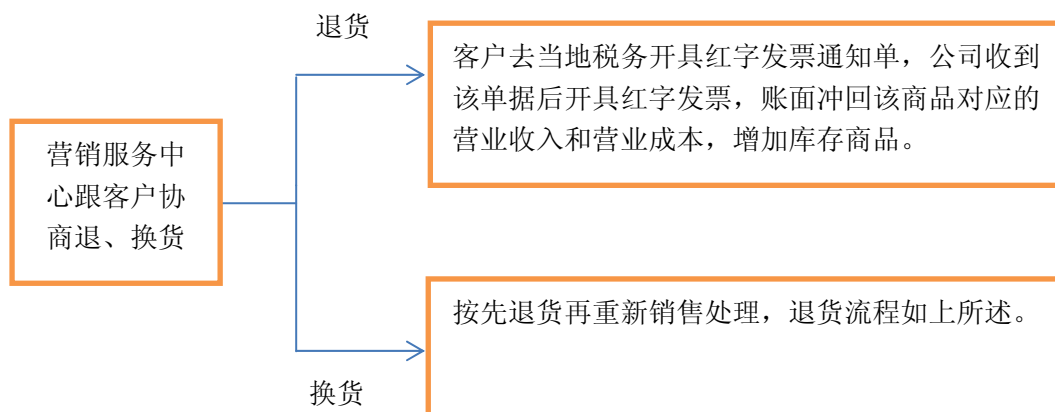 退货
客户去当地税务开具红字发票通知单，公司收到
该单据后开具红字发票，账面冲回该商品对应的
营业收入和营业成本，增加库存商品。
营销服务中
心跟客户协
商退、换货
按先退货再重新销售处理，退货流程如上所述。
换货